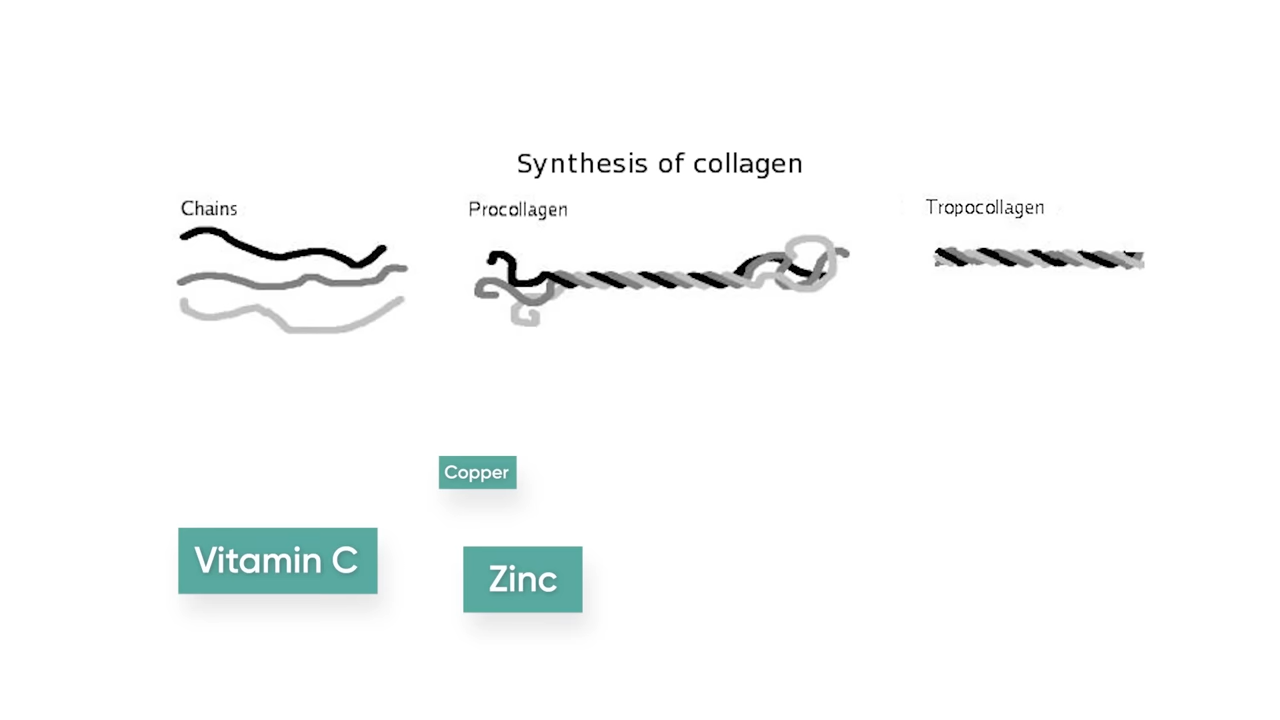 Synthesis of collagen
Chains
Procollagen
Tropocollagen
Copper
Vitamin C
Zinc